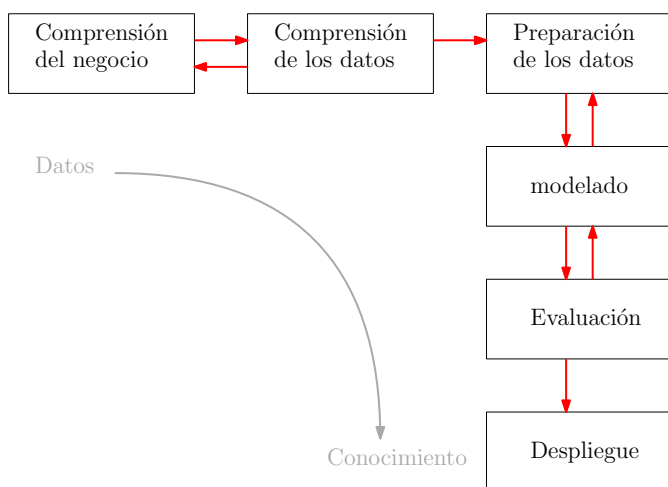 Comprensión
del negocio
Comprensión
de los datos
Preparación
de los datos
Datos
modelado
Evaluación
Conocimiento
Despliegue